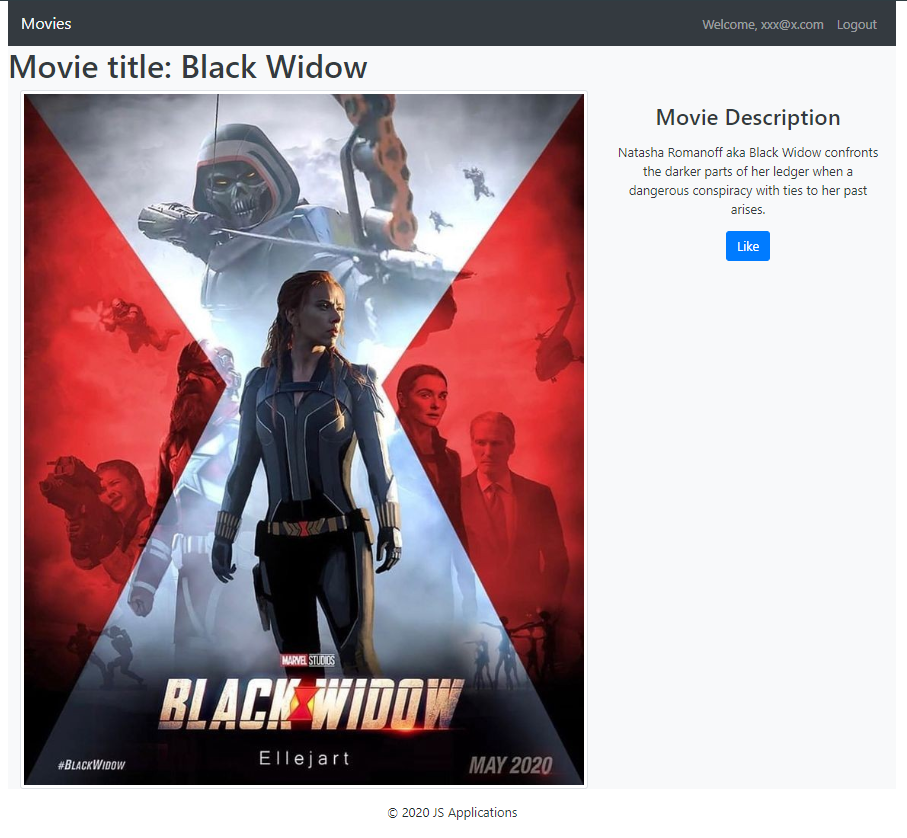 Movies
Welcome, xxx@x.com Logout
Movie title: Black Widow
Movie Description
Natasha Romanoff aka Black Widow confronts
the darker parts of her ledger when a
dangerous conspiracy with ties to her past
arises.
Like
MARVEL STUDIOS
BLACK WIDOW
Ellejart
#BLACKWIDOW
MAY 2020
© 2020 JS Applications